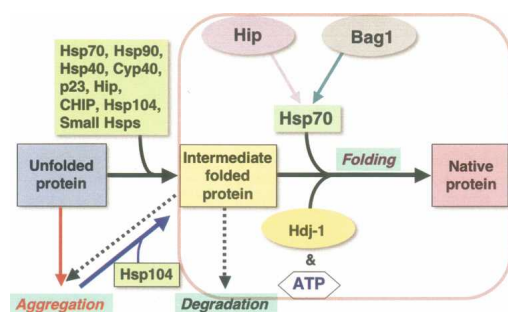 Hip
Bag1
Hsp70, Hsp90,
Hsp40, Cyp40,
p23, Hip,
CHIP, Hsp104,
Small Hsps
Hsp70
Unfolded
protein
Intermediate
folded
protein
Folding
Native
protein
Hdj-1
&
ATP
Hsp104
Aggregation
Degradation